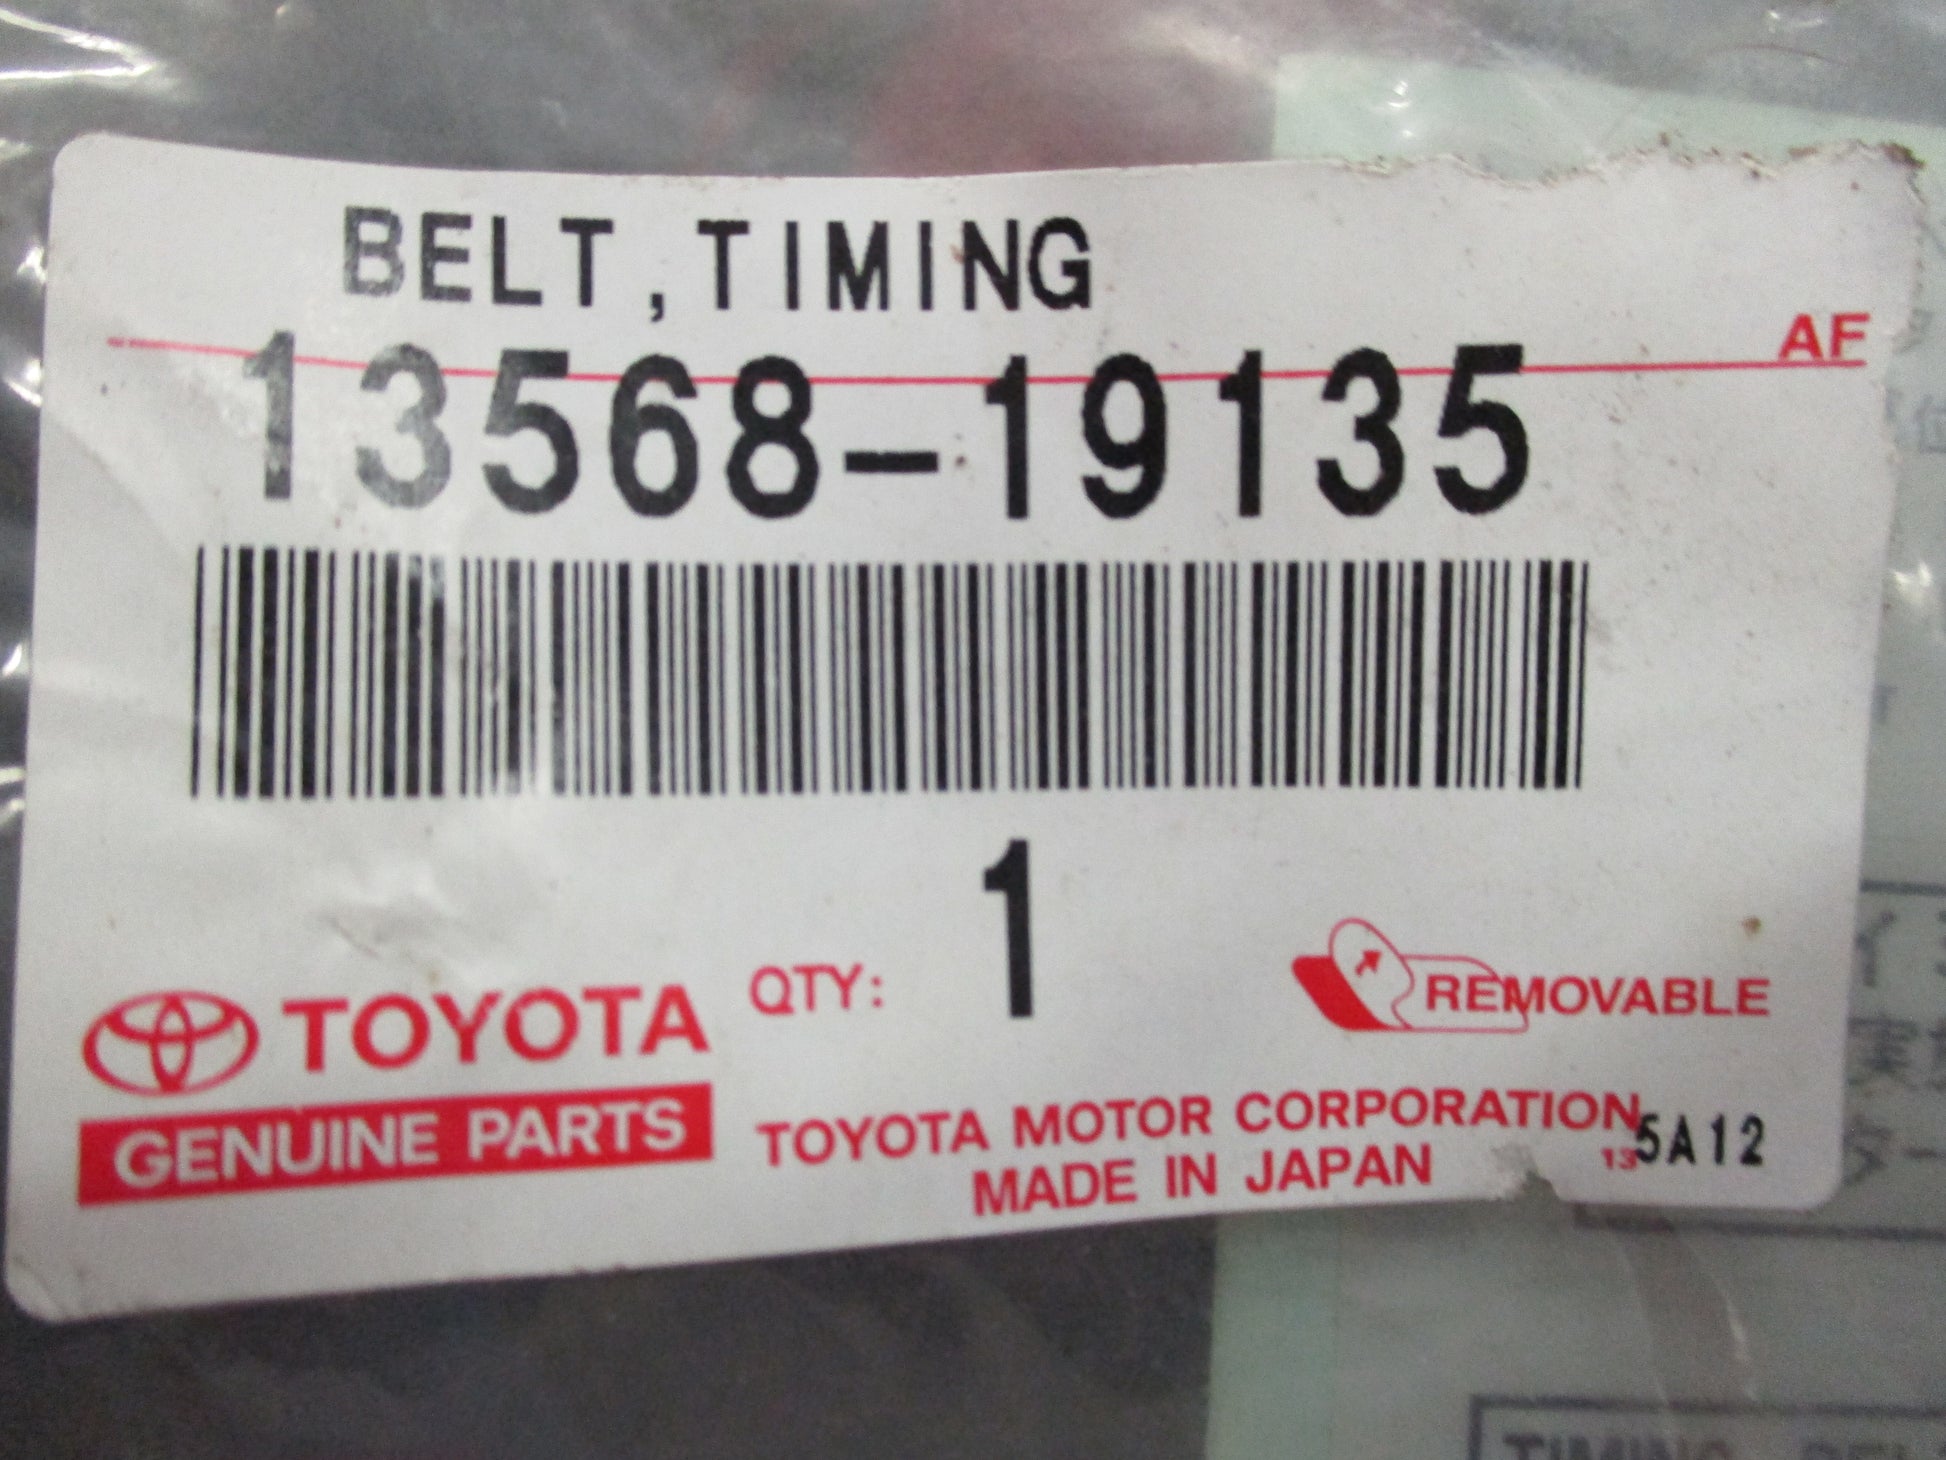 BELT,TIMING
AF
13568-19135
1
QTY:
REMOVABLE
TOYOTA
GENUINE PARTS
TOYOTA MOTOR CORPORATION
13 5A12
MADE IN JAPAN
TIMING